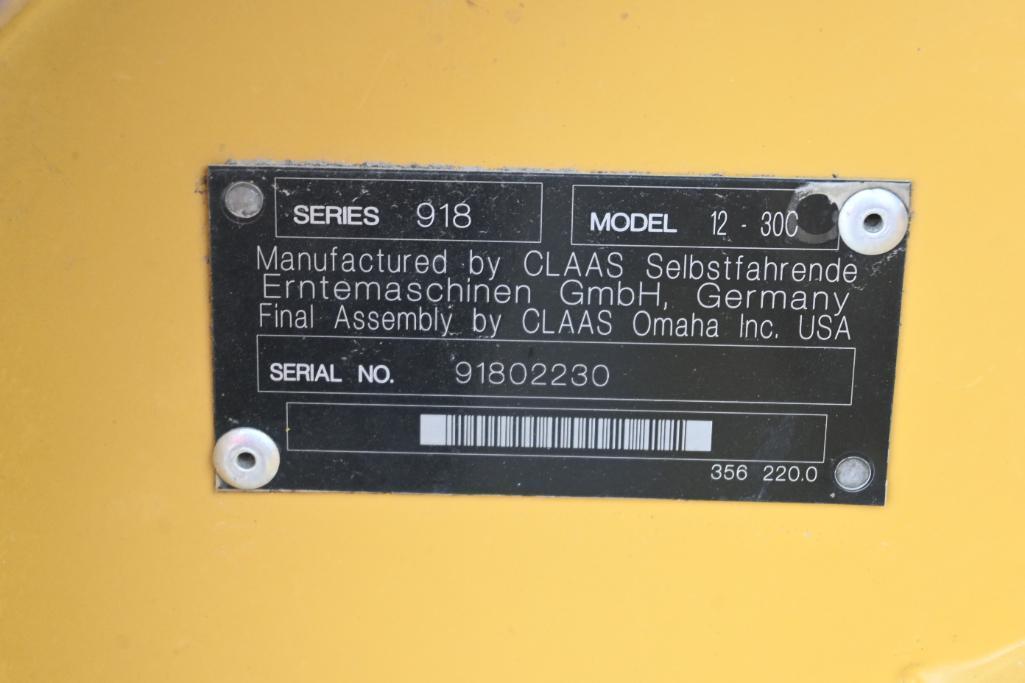 SERIES 918
MODEL 12 - 30C
Manufactured by CLAAS Selbstfahrende
Erntemaschinen GmbH, Germany
Final Assembly by CLAAS Omaha Inc. USA
SERIAL NO. 91802230
356 220.0